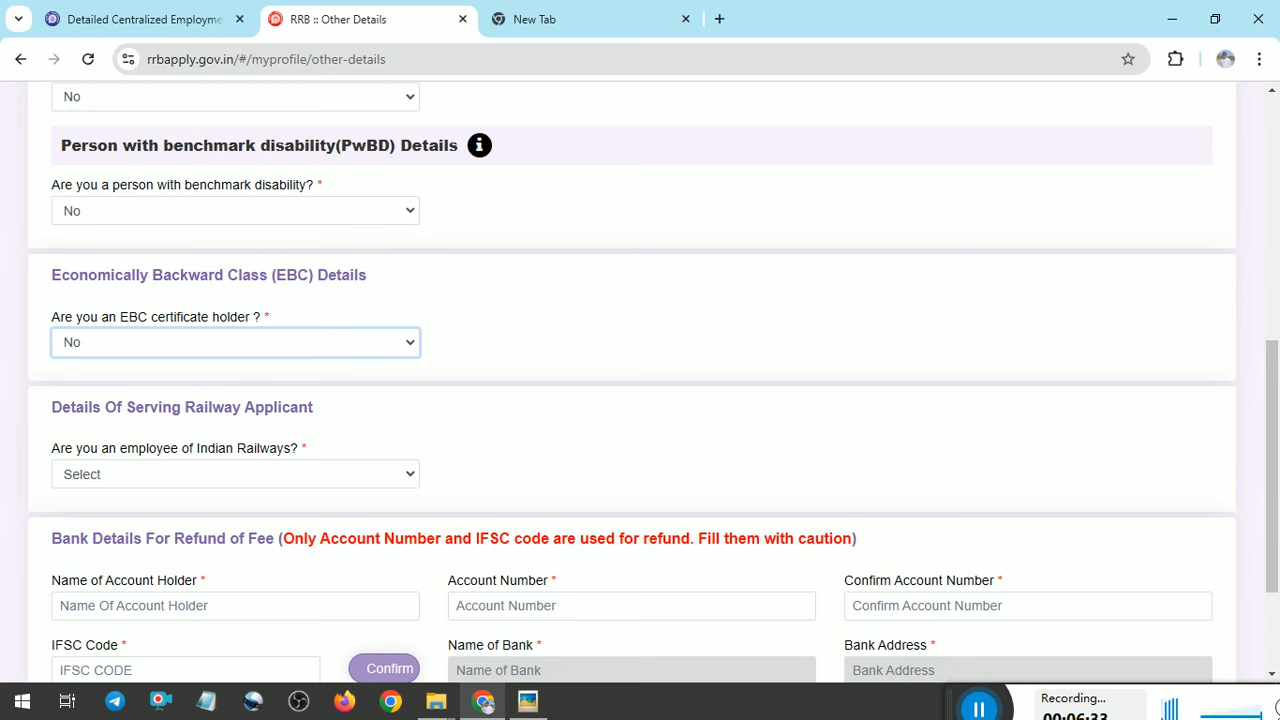 Detailed Centralized Employme
RRB :: Other Details
New Tab
rrbapply.gov.in/#/myprofile/other-details
No
Person with benchmark disability(PwBD) Details
Are you a person with benchmark disability? *
No
Economically Backward Class (EBC) Details
Are you an EBC certificate holder ? *
No
Details Of Serving Railway Applicant
Are you an employee of Indian Railways? *
Select
Bank Details For Refund of Fee (Only Account Number and IFSC code are used for refund. Fill them with caution)
Name of Account Holder * Account Number * Confirm Account Number *
Name Of Account Holder Account Number Confirm Account Number
IFSC Code * Name of Bank * Bank Address *
IFSC CODE Confirm Name of Bank Bank Address
Recording...
00:06:33